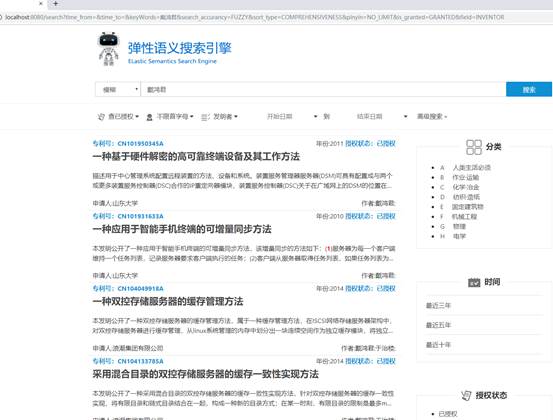 localhost:8080/search?time_from=&time_to=&keyWords=戴鸿君&search_accurancy=FUZZY&sort_type=COMPREHENSIVENESS&pinyin=NO_LIMIT&is_granted=GRANTED&field=INVENTOR
弹性语义搜索引擎
ELastic Semantics Search Engine
模糊 戴鸿君 搜索
查已授权 不限首字母 发明者 开始日期 到 结束日期 高级搜索
专利号：CN101950345A 年份:2011 授权状态：已授权
一种基于硬件解密的高可靠终端设备及其工作方法
描述用于中心管理系统配置远程装置的方法、设备和系统。装置服务管理器服务器(DSM)可具有配置成与两个
或更多装置服务控制器(DSC)合作的IP重定向器模块。装置服务控制器(DSC)关于在广域网上的DSM的位置在...
申请人:山东大学 作者:戴鸿君
专利号：CN101931633A 年份:2010 授权状态：已授权
一种应用于智能手机终端的可增量同步方法
本发明公开了一种应用于智能手机终端的可增量同步方法。该增量同步的方法如下：(1)服务器为每一个客户端
维持一个任务列表，记录服务器要求客户端执行的任务；(2)客户端从服务器取得任务列表。如果任务列表为...
申请人:山东大学 作者:戴鸿君
专利号：CN104049918A 年份:2014 授权状态：已授权
一种双控存储服务器的缓存管理方法
本发明公开了一种双控存储服务器的缓存管理方法，属于一种缓存管理方法。在ISCSI网络存储服务器架构中，
对双控存储服务器进行缓存管理。从linux系统管理的内存中划分出一块连续空间作为独立缓存模块，将独立...
申请人:浪潮集团有限公司 作者:于治楼;
专利号：CN104133785A 年份:2014 授权状态：已授权
采用混合目录的双控存储服务器的缓存一致性实现方法
本发明公开了一种采用混合目录的双控存储服务器的缓存一致性实现方法。针对双控存储服务器的缓存一致性
实现，将有限目录和链式目录结合在一起，构成一种新的目录方式：在某一时刻，有限目录的限制是最多m...
分类
A 人类生活必须
B 作业·运输
C 化学·冶金
D 纺织·造纸
E 固定建筑物
F 机械工程
G 物理
H 电学
时间
最近三年
最近五年
最近十年
授权状态
已授权